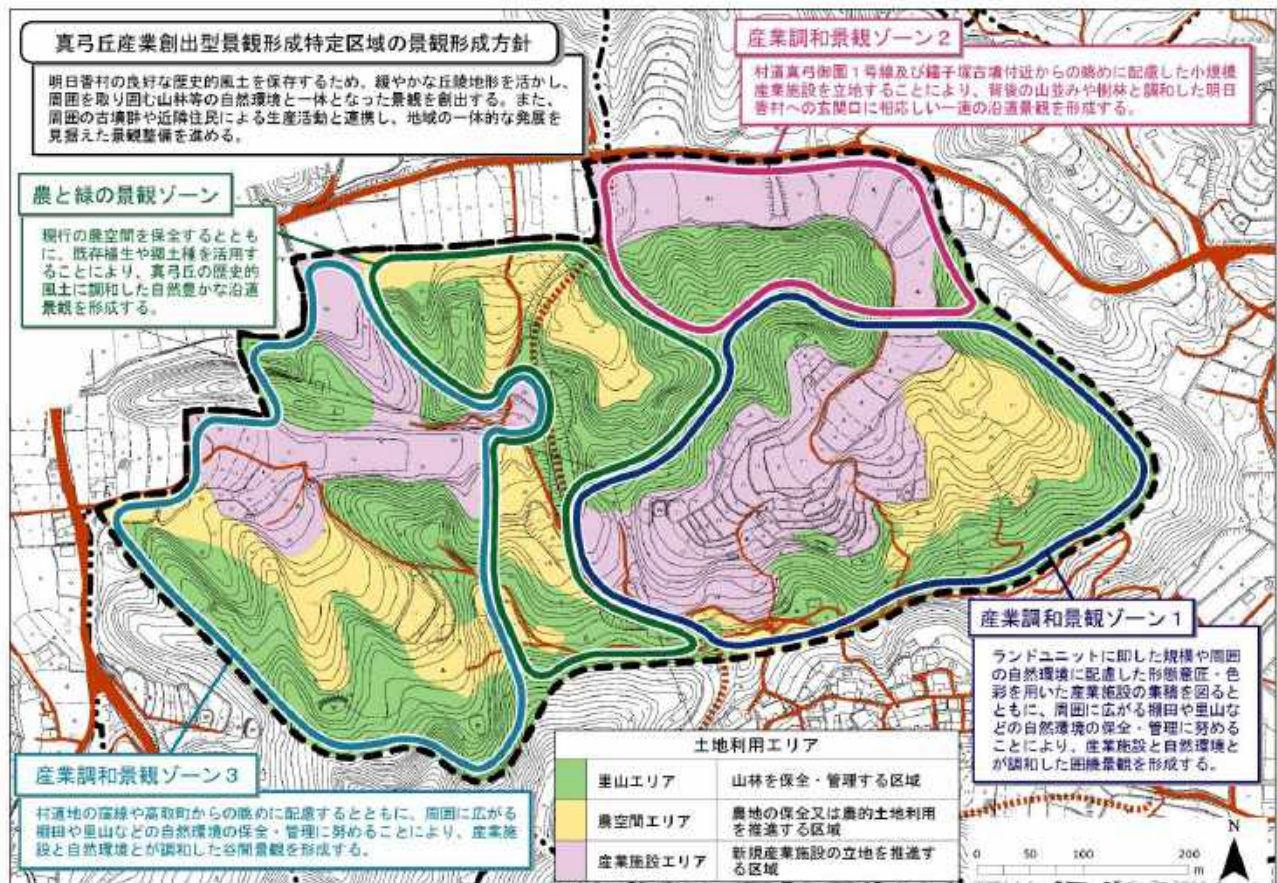 真弓丘産業創出型景観形成特定区域の景観形成方針
明日香村の良好な歴史的風土を保存するため、緩やかな丘陵地形を活かし、
周囲を取り囲む山林等の自然環境と一体となった景観を創出する。また、
周囲の古墳群や近隣住民による生産活動と連携し、地域の一体的な発展を
見据えた景観整備を進める。
産業調和景観ゾーン2
村道真弓御園1号線及び鑵子塚古墳付近からの眺めに配慮した小規模
産業施設を立地することにより、背後の山並みや樹林と調和した明日
香村への玄関口に相応しい一連の沿道景観を形成する。
農と緑の景観ゾーン
現行の農空間を保全するととも
に、既存植生や郷土種を活用す
ることにより、真弓丘の歴史的
風土に調和した自然豊かな沿道
景観を形成する。
産業調和景観ゾーン1
ランドユニットに即した規模や周囲
の自然環境に配慮した形態意匠・色
彩を用いた産業施設の集積を図ると
ともに、周囲に広がる棚田や里山な
どの自然環境の保全・管理に努める
ことにより、産業施設と自然環境と
が調和した囲繞景観を形成する。
産業調和景観ゾーン3
村道地の窪線や高取町からの眺めに配慮するとともに、周囲に広がる
棚田や里山などの自然環境の保全・管理に努めることにより、産業施
設と自然環境とが調和した谷間景観を形成する。
土地利用エリア
里山エリア 山林を保全・管理する区域
農空間エリア 農地の保全又は農的土地利用
を推進する区域
産業施設エリア 新規産業施設の立地を推進す
る区域
N
0 50 100 200
m